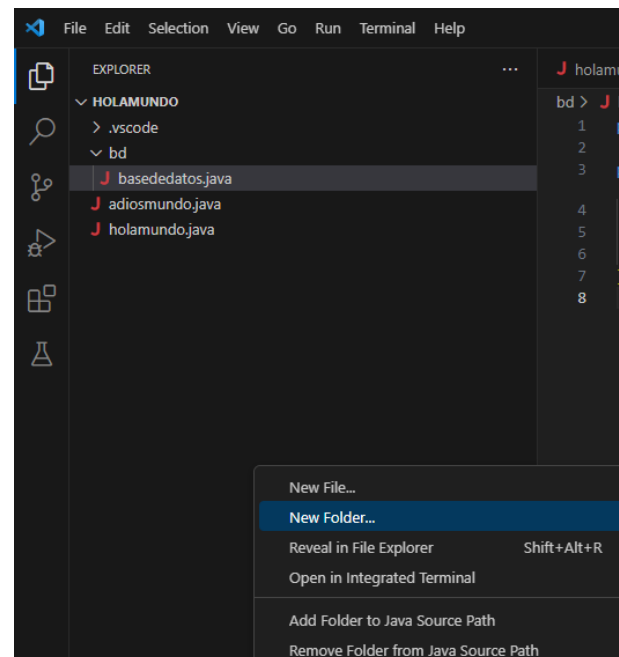 File Edit Selection View Go Run Terminal Help
EXPLORER ...
HOLAMUNDO
.vscode
bd
J basededatos.java
J adiosmundo.java
J holamundo.java
J holam
bd > J
1
2
3
4
5
6
7
8
New File...
New Folder...
Reveal in File Explorer Shift+Alt+R
Open in Integrated Terminal
Add Folder to Java Source Path
Remove Folder from Java Source Path